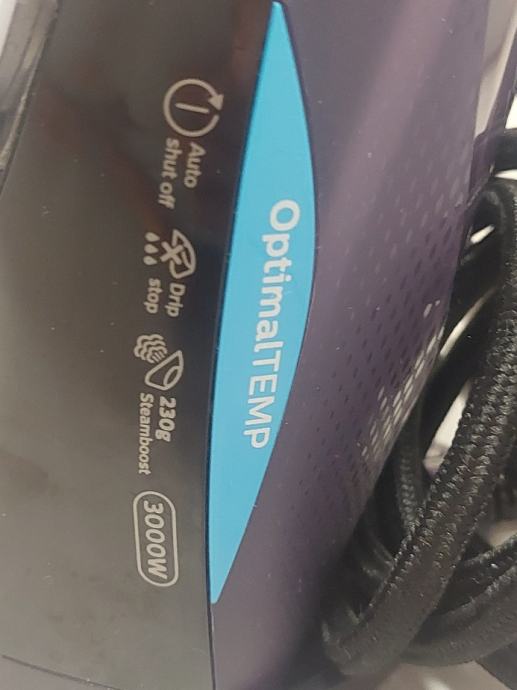 OptimalTEMP
Auto
shut off
Drip
stop
230g
Steamboost
3000W